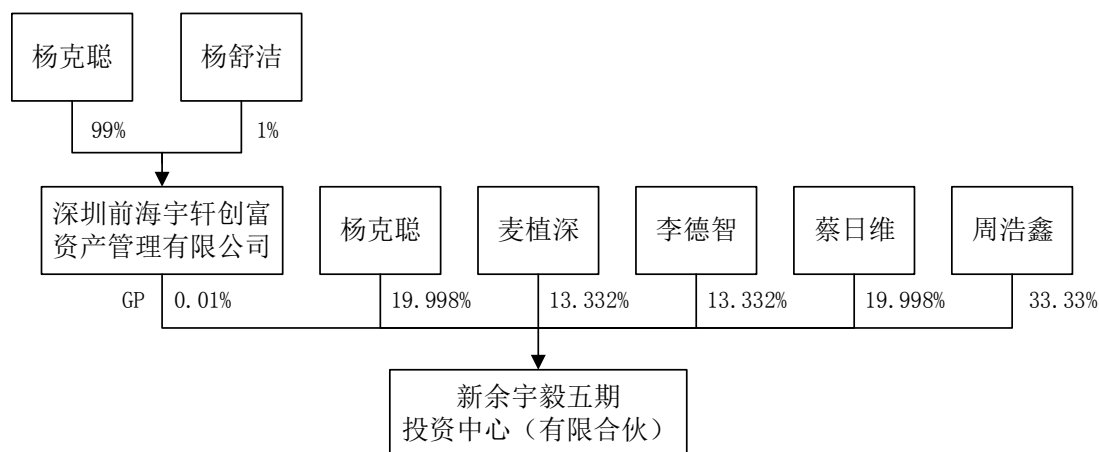 杨克聪
杨舒洁
99%
1%
深圳前海宇轩创富
资产管理有限公司
杨克聪
麦植深
李德智
蔡日维
周浩鑫
GP
0.01%
19.998%
13.332%
13.332%
19.998%
33.33%
新余宇毅五期
投资中心（有限合伙）